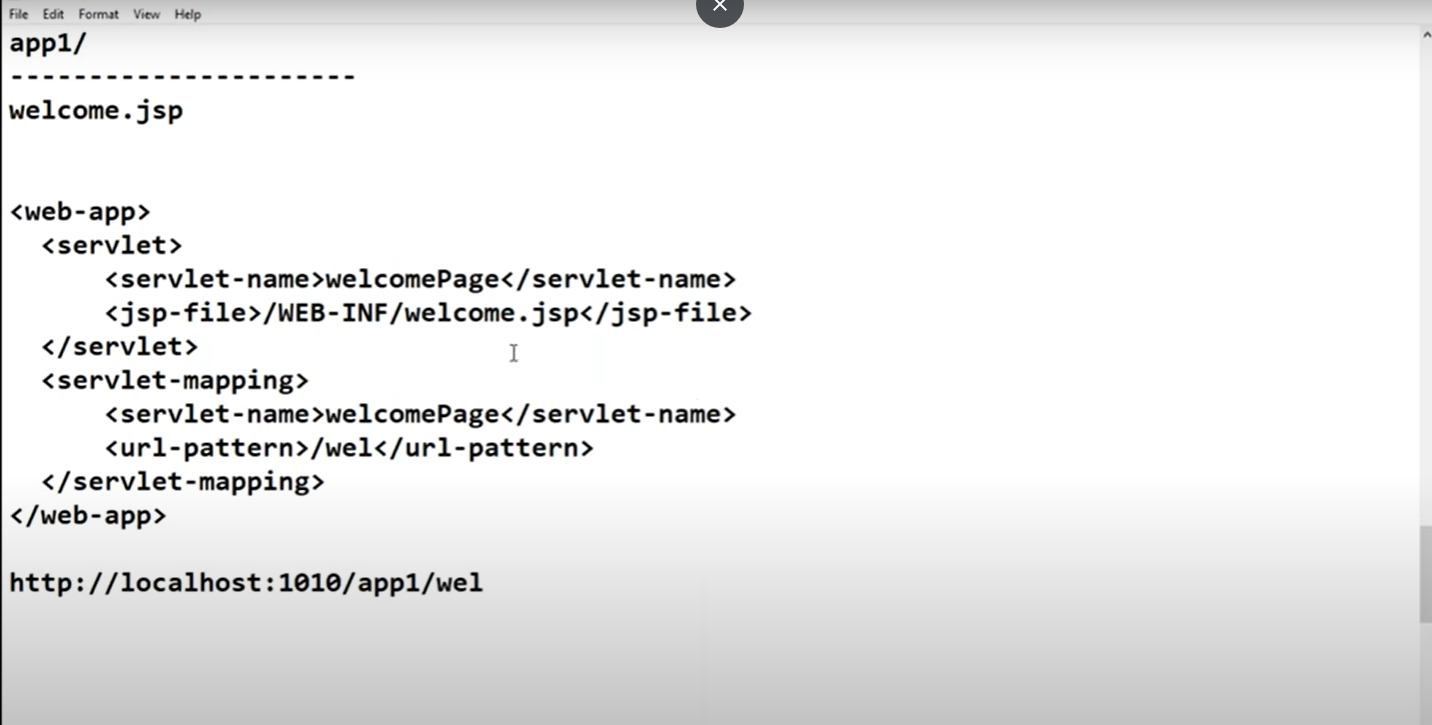 File Edit Format View Help
app1/
----------------------
welcome.jsp
<web-app>
<servlet>
<servlet-name>welcomePage</servlet-name>
<jsp-file>/WEB-INF/welcome.jsp</jsp-file>
</servlet>
<servlet-mapping>
<servlet-name>welcomePage</servlet-name>
<url-pattern>/wel</url-pattern>
</servlet-mapping>
</web-app>
http://localhost:1010/app1/wel